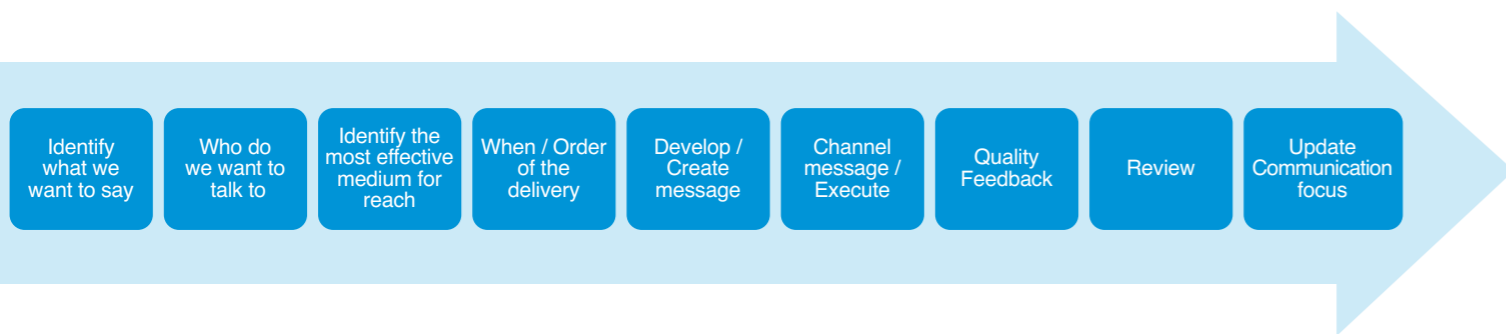 Identify
what we
want to say
Who do
we want to
talk to
Identify the
most effective
medium for
reach
When / Order
of the
delivery
Develop /
Create
message
Channel
message /
Execute
Quality
Feedback
Review
Update
Communication
focus